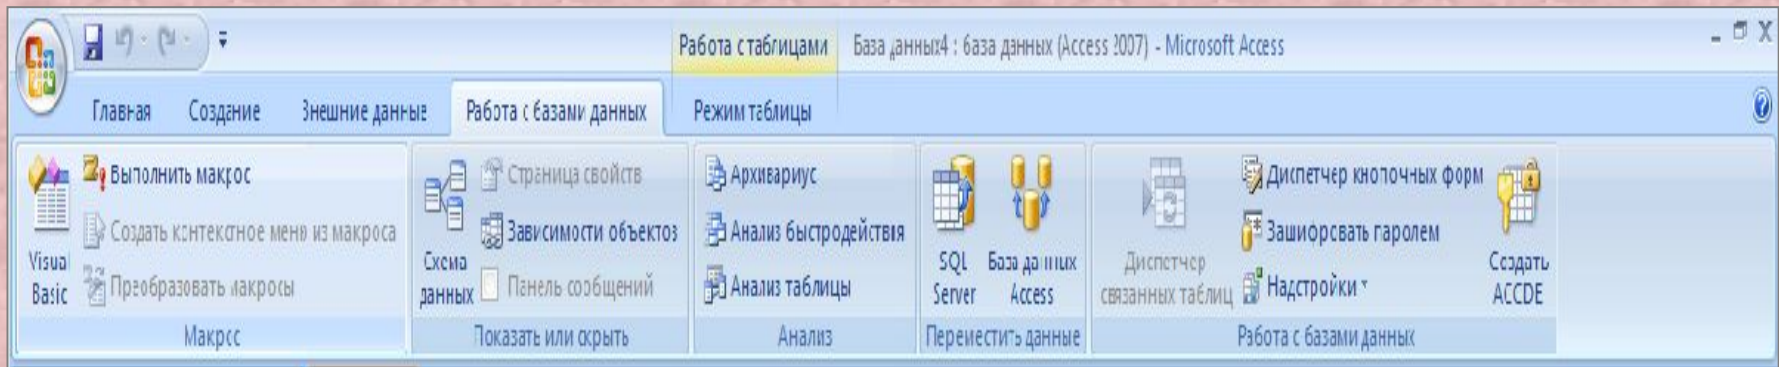 Работа с таблицами База данных4 : база данных (Access 2007) - Microsoft Access
Главная Создание Внешние данные Работа с базами данных Режим таблицы
Visual Basic
Выполнить макрос
Создать контекстное меню из макроса
Преобразовать макросы
Макрос
Схема данных
Страница свойств
Зависимости объектов
Панель сообщений
Показать или скрыть
Архивариус
Анализ быстродействия
Анализ таблицы
Анализ
SQL Server
База данных Access
Переместить данные
Диспетчер связанных таблиц
Диспетчер кнопочных форм
Зашифровать паролем
Надстройки
Создать ACCDE
Работа с базами данных